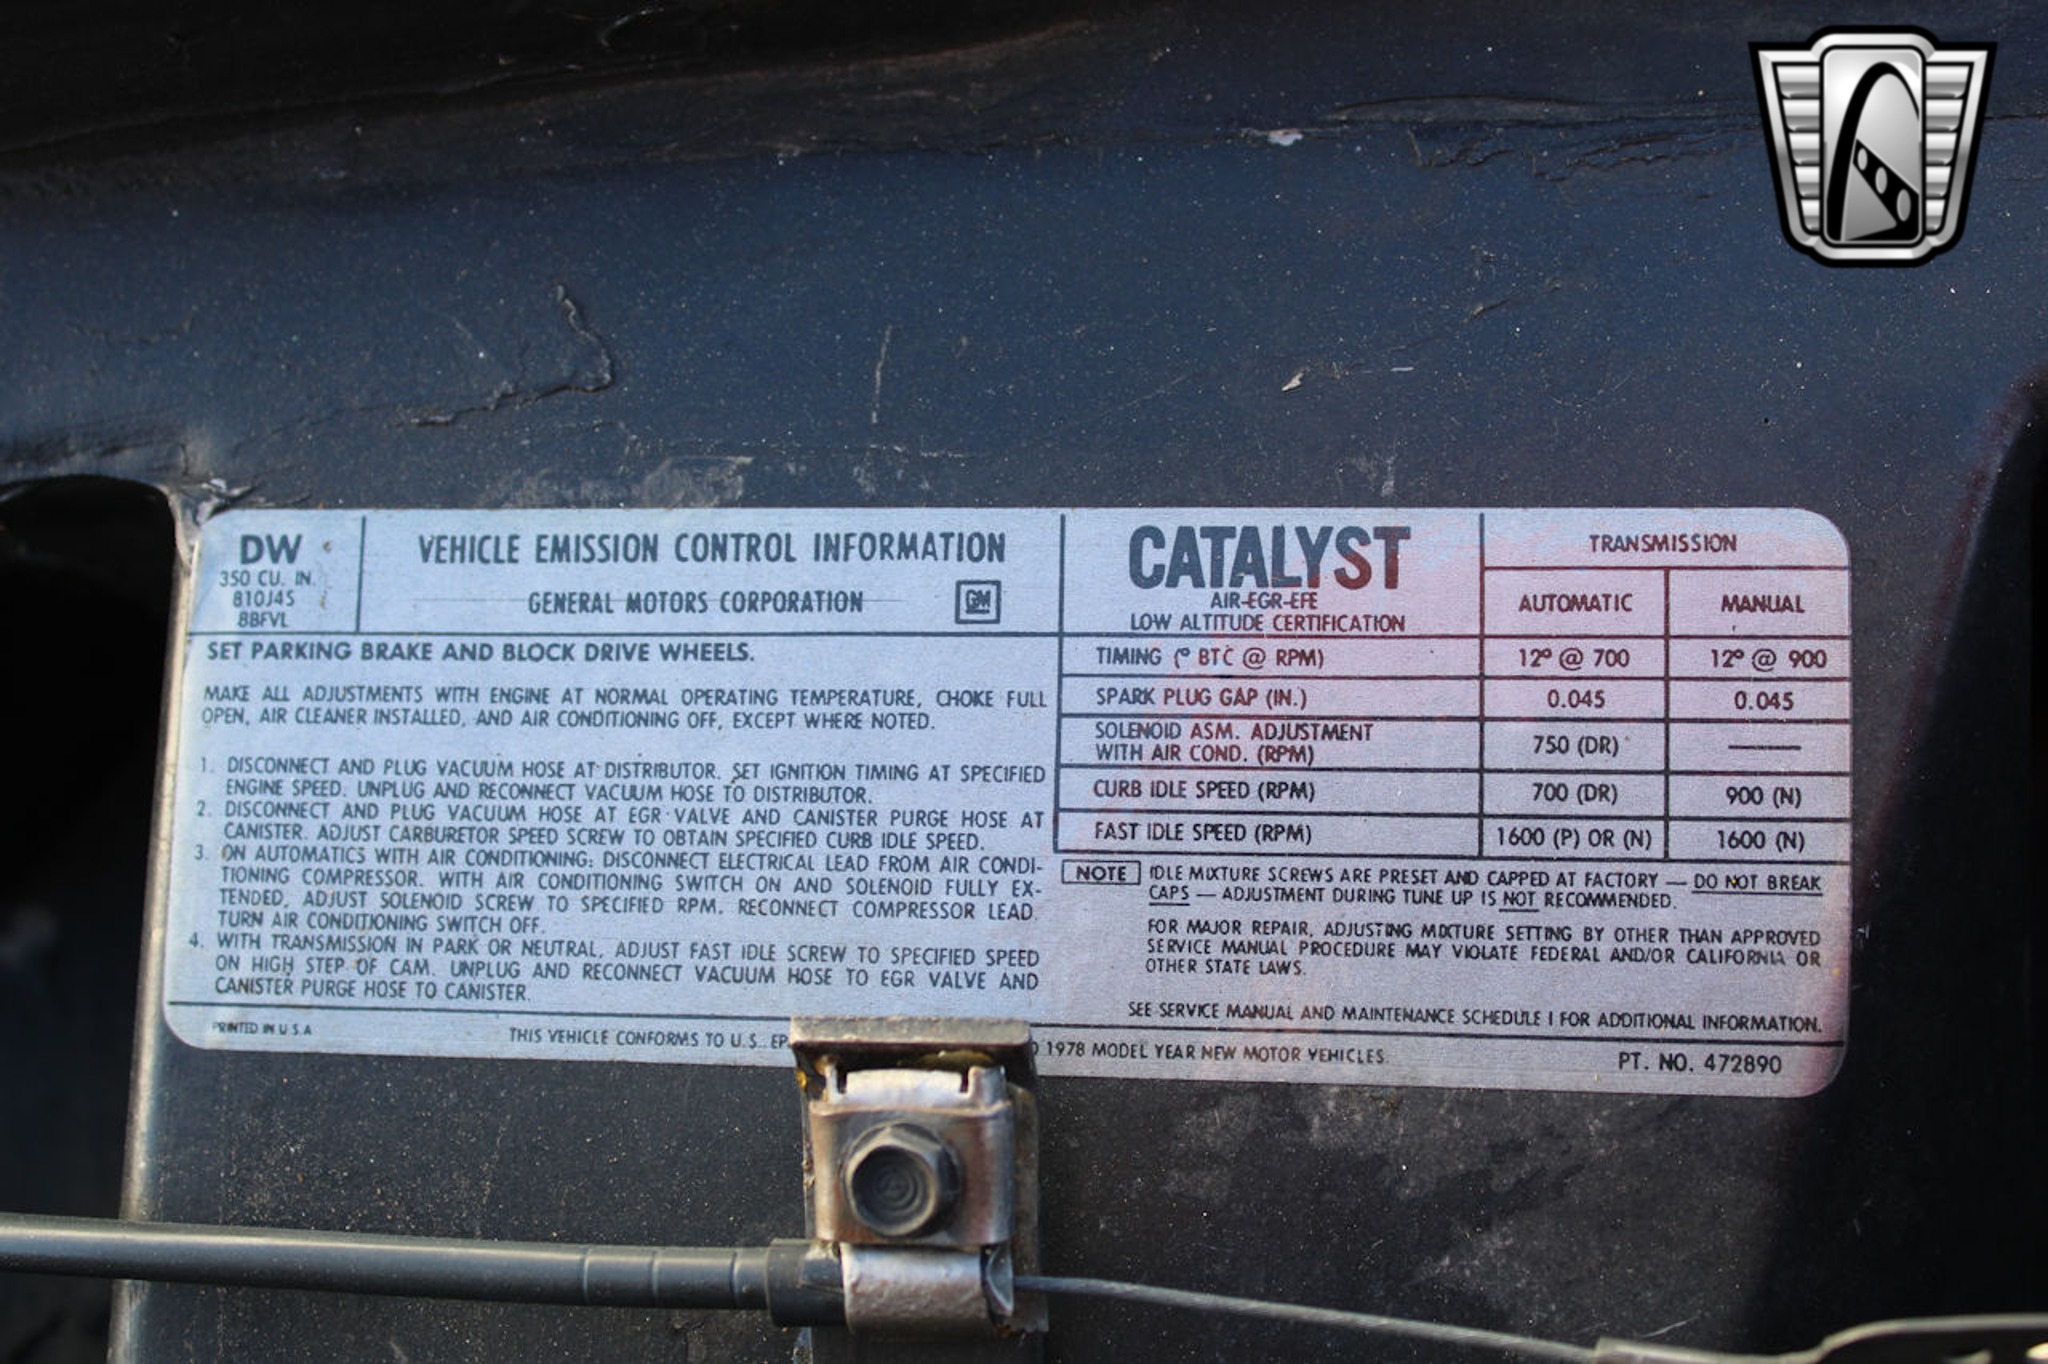 DW
350 CU. IN.
810J4S
8BFVL
VEHICLE EMISSION CONTROL INFORMATION
GENERAL MOTORS CORPORATION
GM
SET PARKING BRAKE AND BLOCK DRIVE WHEELS.
MAKE ALL ADJUSTMENTS WITH ENGINE AT NORMAL OPERATING TEMPERATURE, CHOKE FULL
OPEN, AIR CLEANER INSTALLED, AND AIR CONDITIONING OFF, EXCEPT WHERE NOTED.
1. DISCONNECT AND PLUG VACUUM HOSE AT DISTRIBUTOR. SET IGNITION TIMING AT SPECIFIED
ENGINE SPEED. UNPLUG AND RECONNECT VACUUM HOSE TO DISTRIBUTOR.
2. DISCONNECT AND PLUG VACUUM HOSE AT EGR VALVE AND CANISTER PURGE HOSE AT
CANISTER. ADJUST CARBURETOR SPEED SCREW TO OBTAIN SPECIFIED CURB IDLE SPEED.
3. ON AUTOMATICS WITH AIR CONDITIONING: DISCONNECT ELECTRICAL LEAD FROM AIR CONDI-
TIONING COMPRESSOR. WITH AIR CONDITIONING SWITCH ON AND SOLENOID FULLY EX-
TENDED, ADJUST SOLENOID SCREW TO SPECIFIED RPM. RECONNECT COMPRESSOR LEAD.
TURN AIR CONDITIONING SWITCH OFF.
4. WITH TRANSMISSION IN PARK OR NEUTRAL, ADJUST FAST IDLE SCREW TO SPECIFIED SPEED
ON HIGH STEP OF CAM. UNPLUG AND RECONNECT VACUUM HOSE TO EGR VALVE AND
CANISTER PURGE HOSE TO CANISTER.
CATALYST
AIR-EGR-EFE
LOW ALTITUDE CERTIFICATION
TRANSMISSION
AUTOMATIC MANUAL
TIMING (° BTC @ RPM) 12° @ 700 12° @ 900
SPARK PLUG GAP (IN.) 0.045 0.045
SOLENOID ASM. ADJUSTMENT
WITH AIR COND. (RPM) 750 (DR) ———
CURB IDLE SPEED (RPM) 700 (DR) 900 (N)
FAST IDLE SPEED (RPM) 1600 (P) OR (N) 1600 (N)
NOTE IDLE MIXTURE SCREWS ARE PRESET AND CAPPED AT FACTORY — DO NOT BREAK
CAPS — ADJUSTMENT DURING TUNE UP IS NOT RECOMMENDED.
FOR MAJOR REPAIR, ADJUSTING MIXTURE SETTING BY OTHER THAN APPROVED
SERVICE MANUAL PROCEDURE MAY VIOLATE FEDERAL AND/OR CALIFORNIA OR
OTHER STATE LAWS.
SEE SERVICE MANUAL AND MAINTENANCE SCHEDULE I FOR ADDITIONAL INFORMATION.
PRINTED IN U.S.A THIS VEHICLE CONFORMS TO U.S. EP 1978 MODEL YEAR NEW MOTOR VEHICLES. PT. NO. 472890